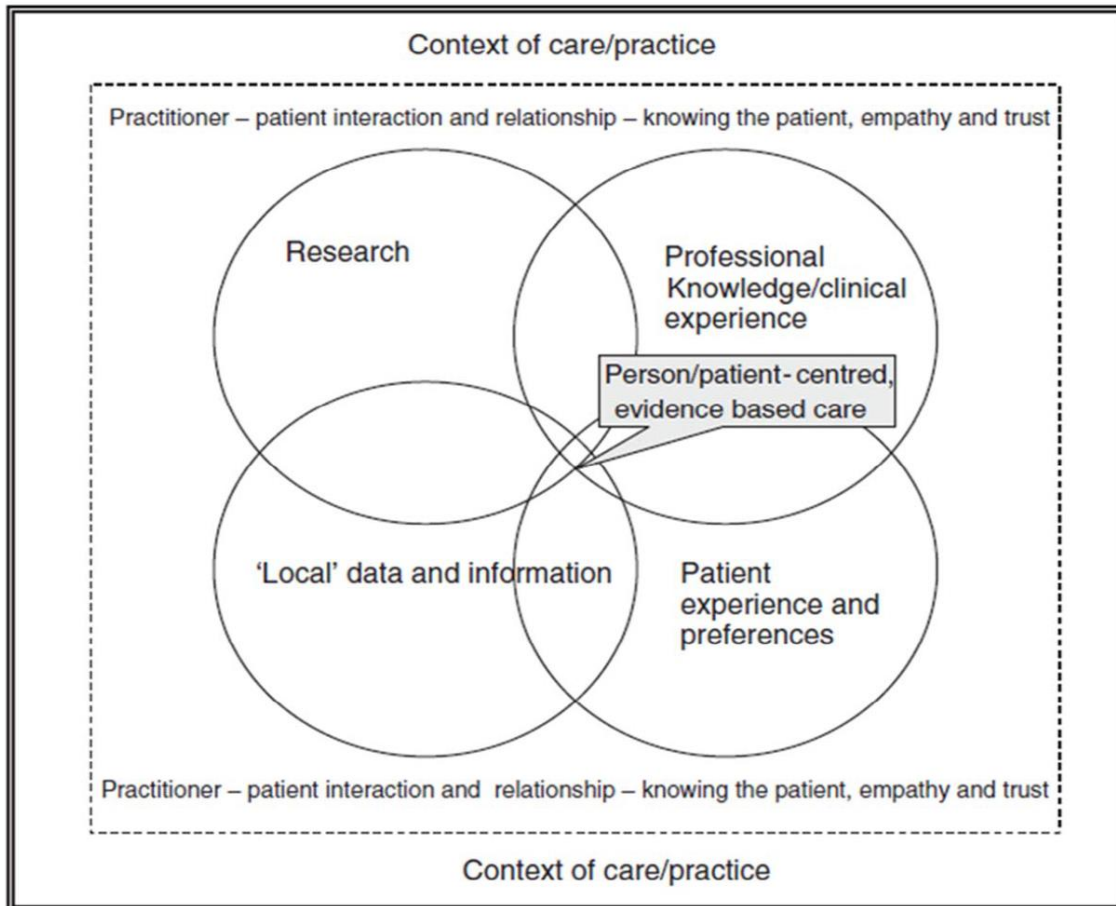 Context of care/practice
Practitioner – patient interaction and relationship – knowing the patient, empathy and trust
Research
Professional
Knowledge/clinical
experience
Person/patient-centred,
evidence based care
'Local' data and information
Patient
experience and
preferences
Practitioner – patient interaction and relationship – knowing the patient, empathy and trust
Context of care/practice